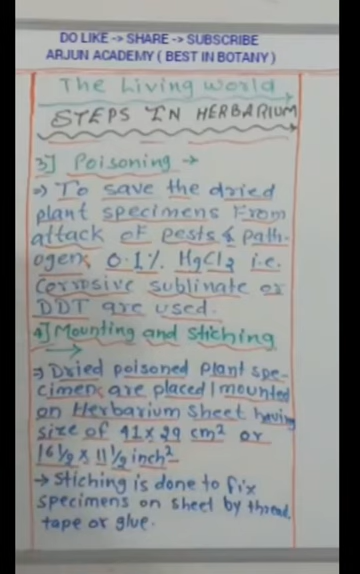 DO LIKE -> SHARE -> SUBSCRIBE
ARJUN ACADEMY ( BEST IN BOTANY )
The Living world
STEPS IN HERBARIUM
3] Poisoning →
⇒ To save the dried
plant specimens From
attack of pests & path-
ogens, 0.1% HgCl2 i.e.
Corrosive sublinate or
DDT are used.
4] Mounting and Stiching
→
⇒ Dried poisoned plant spe-
cimens are placed / mounted
on Herbarium sheet having
size of 41 x 29 cm² or
16 1/2 x 11 1/2 inch²
→ Stiching is done to fix
specimens on sheet by thread
tape or glue.